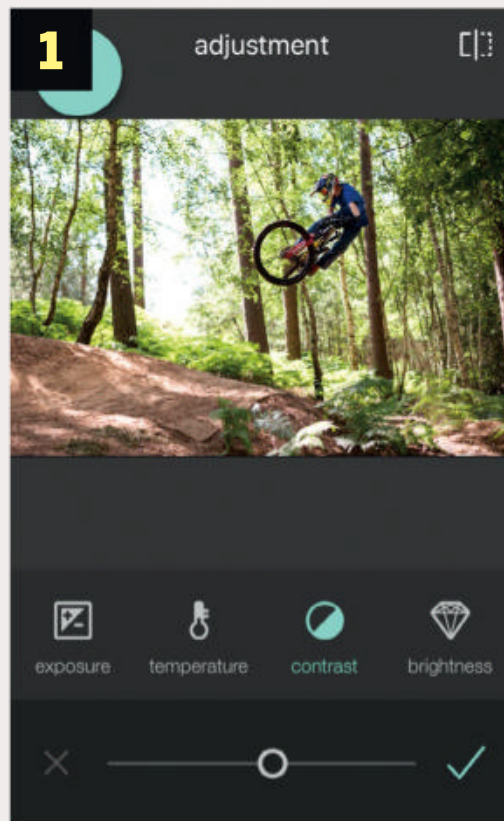 1
adjustment
exposure
temperature
contrast
brightness